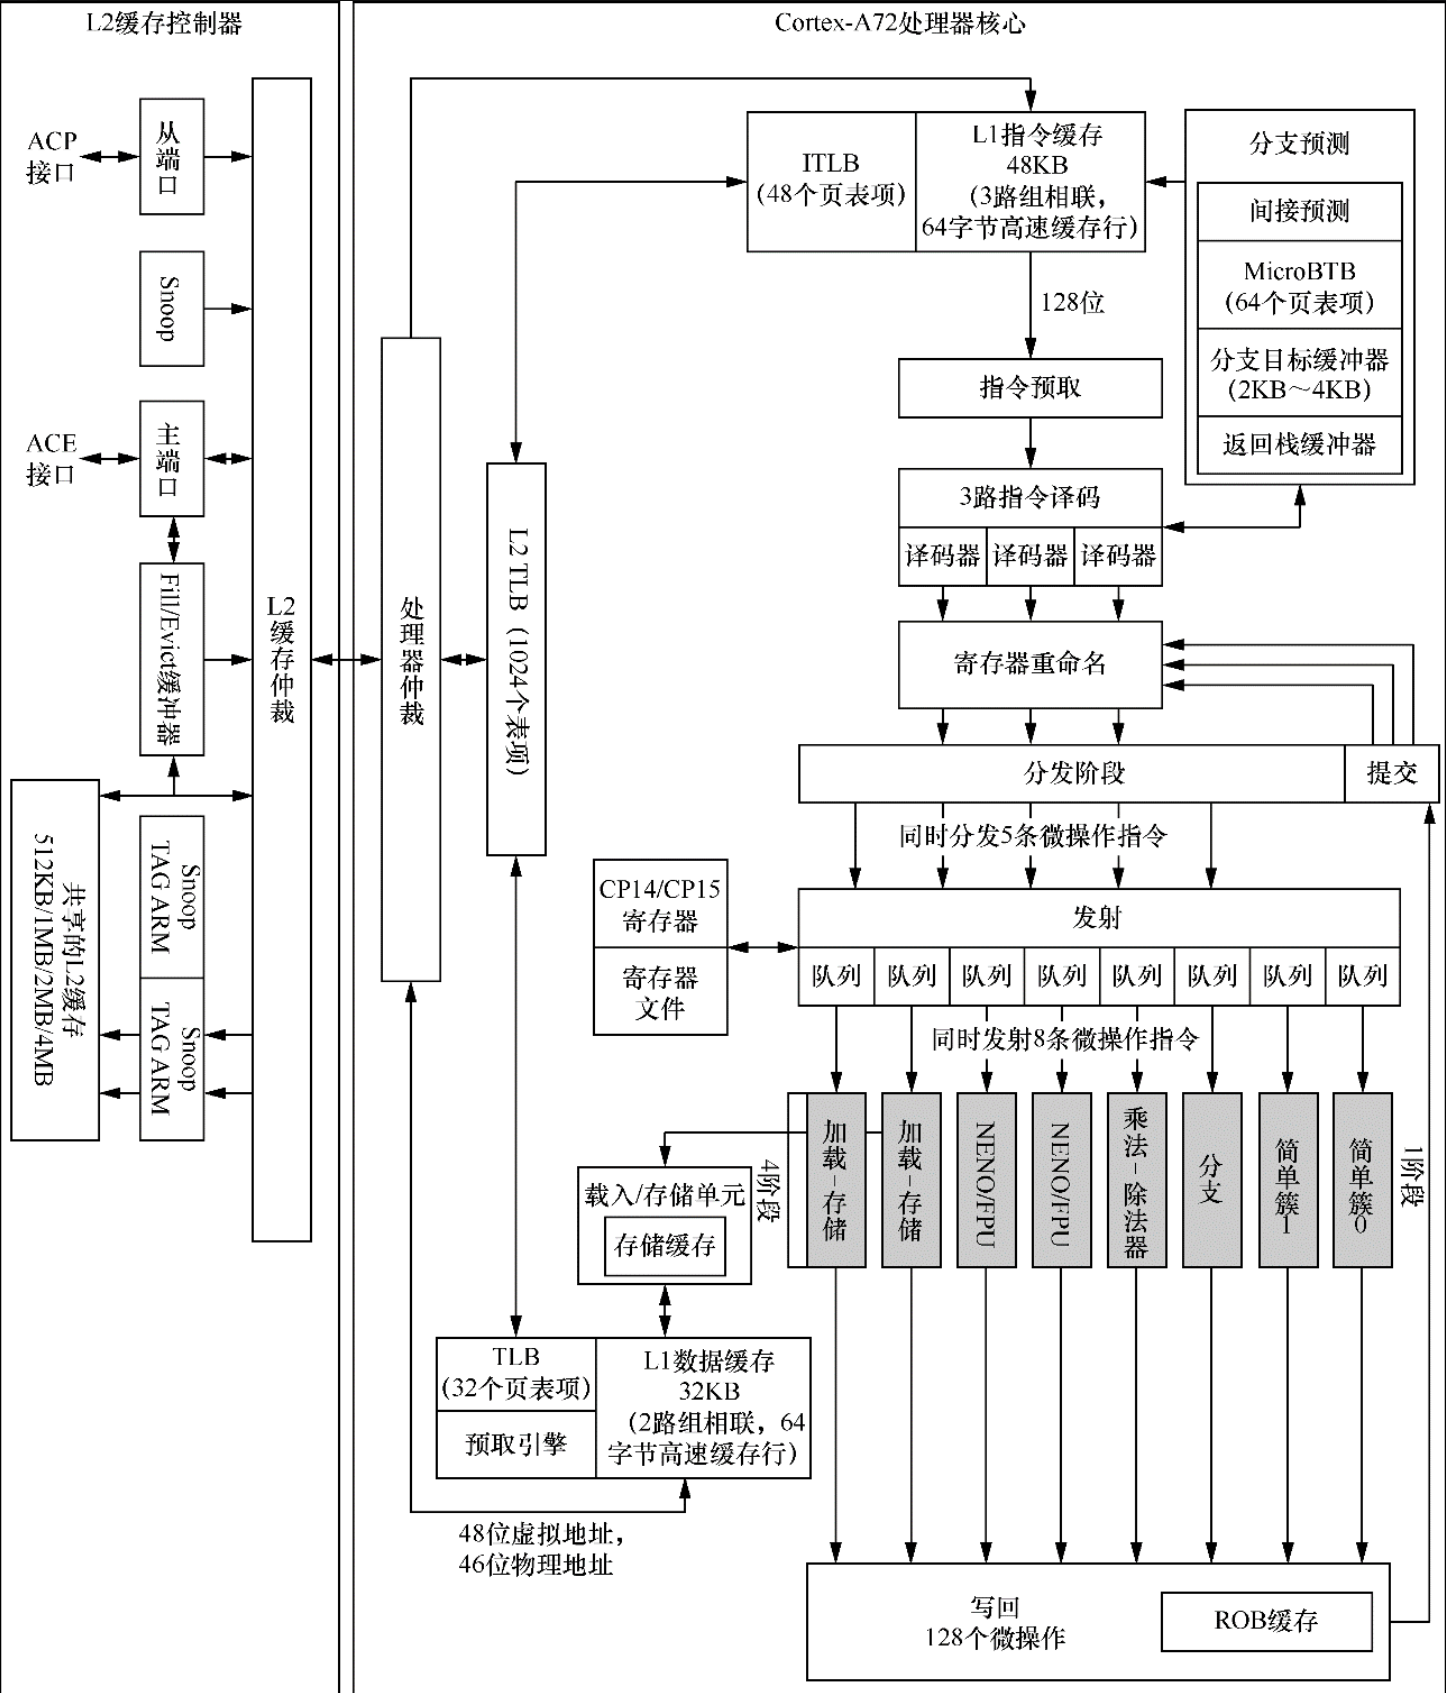 L2缓存控制器
Cortex-A72处理器核心
ACP
接口
从端口
Snoop
ACE
接口
主端口
Fill/Evict缓冲器
L2缓存仲裁
共享的L2缓存
512KB/1MB/2MB/4MB
Snoop
TAG ARM
Snoop
TAG ARM
处理器仲裁
L2 TLB（1024个表项）
ITLB
(48个页表项)
L1指令缓存
48KB
(3路组相联，
64字节高速缓存行)
分支预测
间接预测
MicroBTB
(64个页表项)
分支目标缓冲器
(2KB～4KB)
返回栈缓冲器
128位
指令预取
3路指令译码
译码器
译码器
译码器
寄存器重命名
分发阶段
提交
同时分发5条微操作指令
CP14/CP15
寄存器
寄存器
文件
发射
队列
队列
队列
队列
队列
队列
队列
队列
同时发射8条微操作指令
4阶段
加载-存储
加载-存储
NENO/FPU
NENO/FPU
乘法-除法器
分支
简单簇1
简单簇0
1阶段
载入/存储单元
存储缓存
TLB
(32个页表项)
预取引擎
L1数据缓存
32KB
(2路组相联，64
字节高速缓存行)
48位虚拟地址，
46位物理地址
写回
128个微操作
ROB缓存